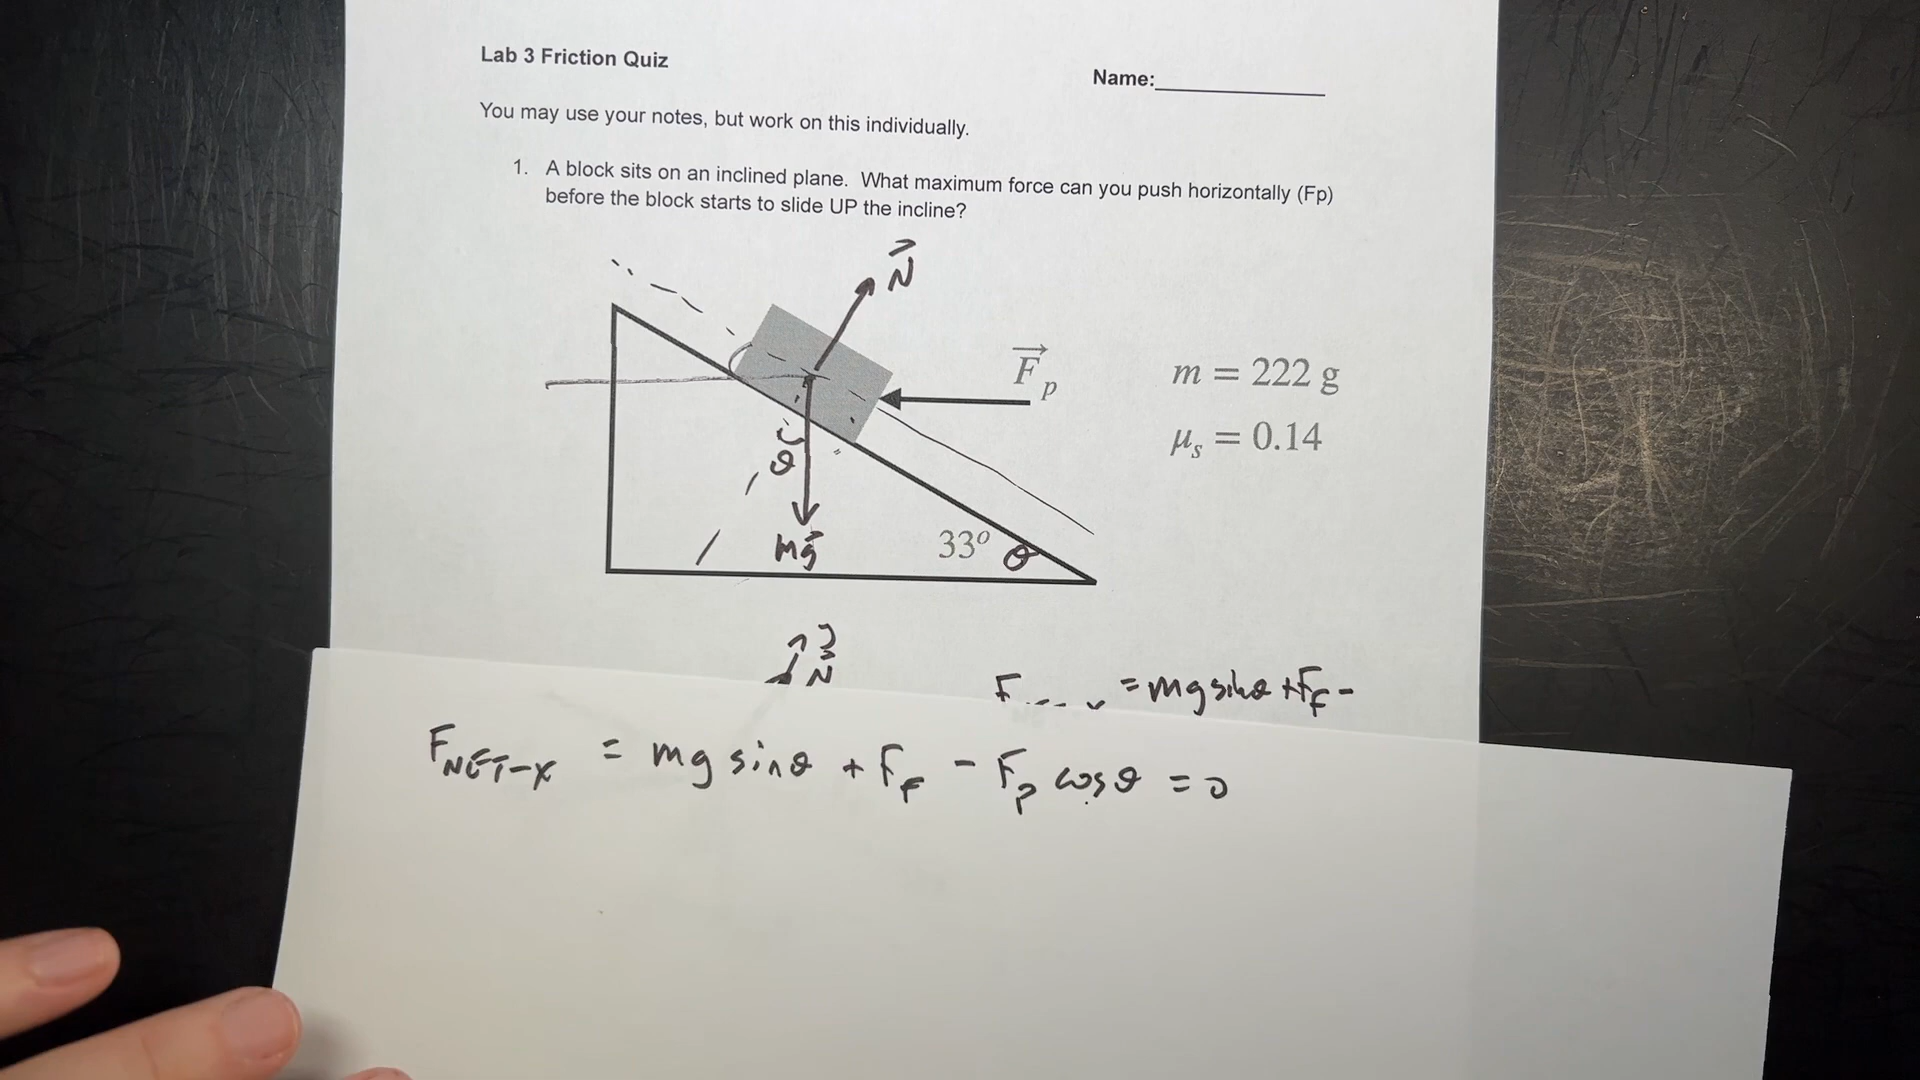 Lab 3 Friction Quiz
Name:
You may use your notes, but work on this individually.
1. A block sits on an inclined plane. What maximum force can you push horizontally (Fp)
before the block starts to slide UP the incline?
N⃗
F⃗p
m = 222 g
μs = 0.14
θ
mg⃗
33° θ
N
F = mg sinθ + Ff -
FNET-X = mg sinθ + FF - Fp cosθ = 0